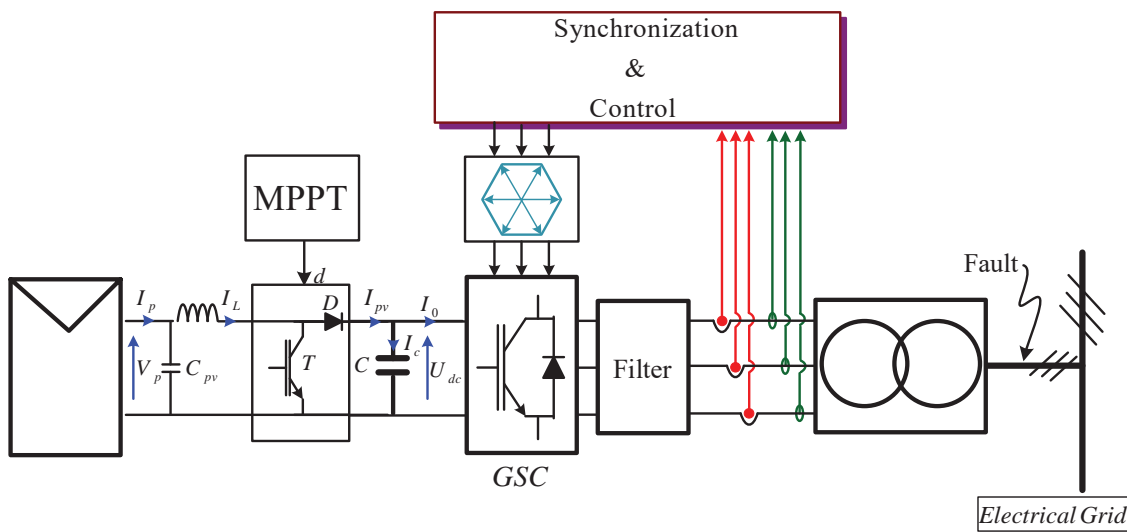 Synchronization
&
Control
MPPT
d
Fault
I_p
I_L
D
I_pv
I_0
V_p
C_pv
T
C
I_c
U_dc
Filter
GSC
Electrical Grid